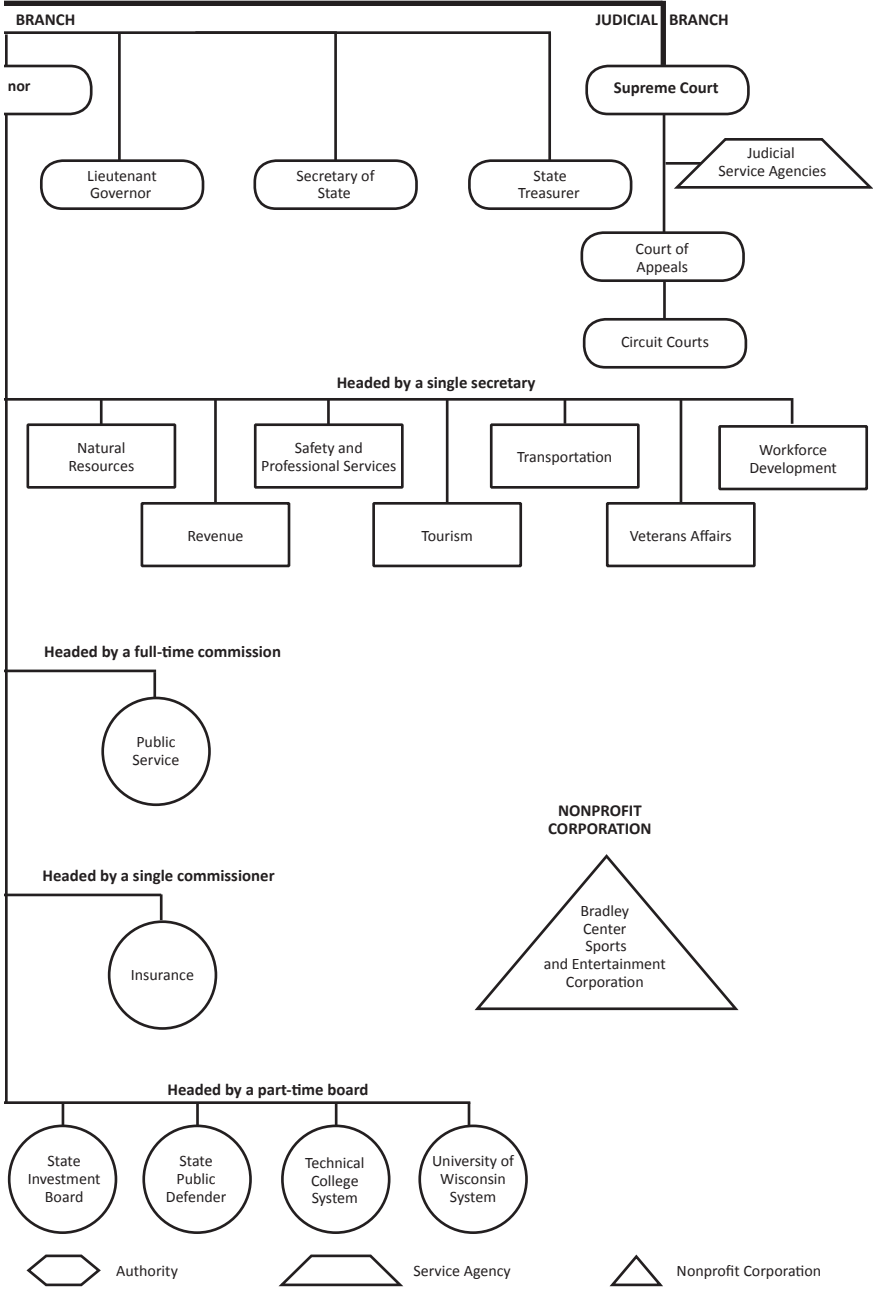 BRANCH
JUDICIAL BRANCH
nor
Supreme Court
Judicial
Service Agencies
Lieutenant
Governor
Secretary of
State
State
Treasurer
Court of
Appeals
Circuit Courts
Headed by a single secretary
Natural
Resources
Safety and
Professional Services
Transportation
Workforce
Development
Revenue
Tourism
Veterans Affairs
Headed by a full-time commission
Public
Service
NONPROFIT
CORPORATION
Bradley
Center
Sports
and Entertainment
Corporation
Headed by a single commissioner
Insurance
Headed by a part-time board
State
Investment
Board
State
Public
Defender
Technical
College
System
University of
Wisconsin
System
Authority
Service Agency
Nonprofit Corporation